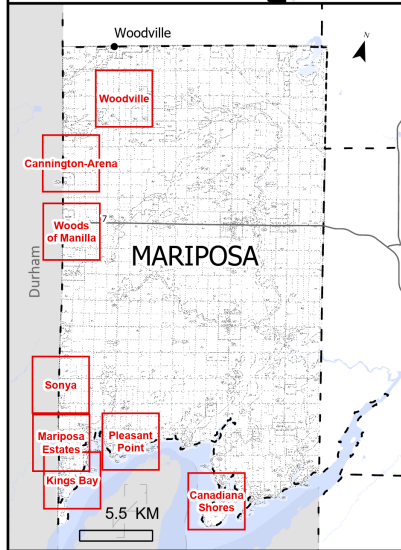 Woodville
N
Woodville
Cannington-Arena
Woods
of Manilla
7
MARIPOSA
Durham
Sonya
Mariposa
Estates
Pleasant
Point
Kings Bay
Canadiana
Shores
5.5 KM